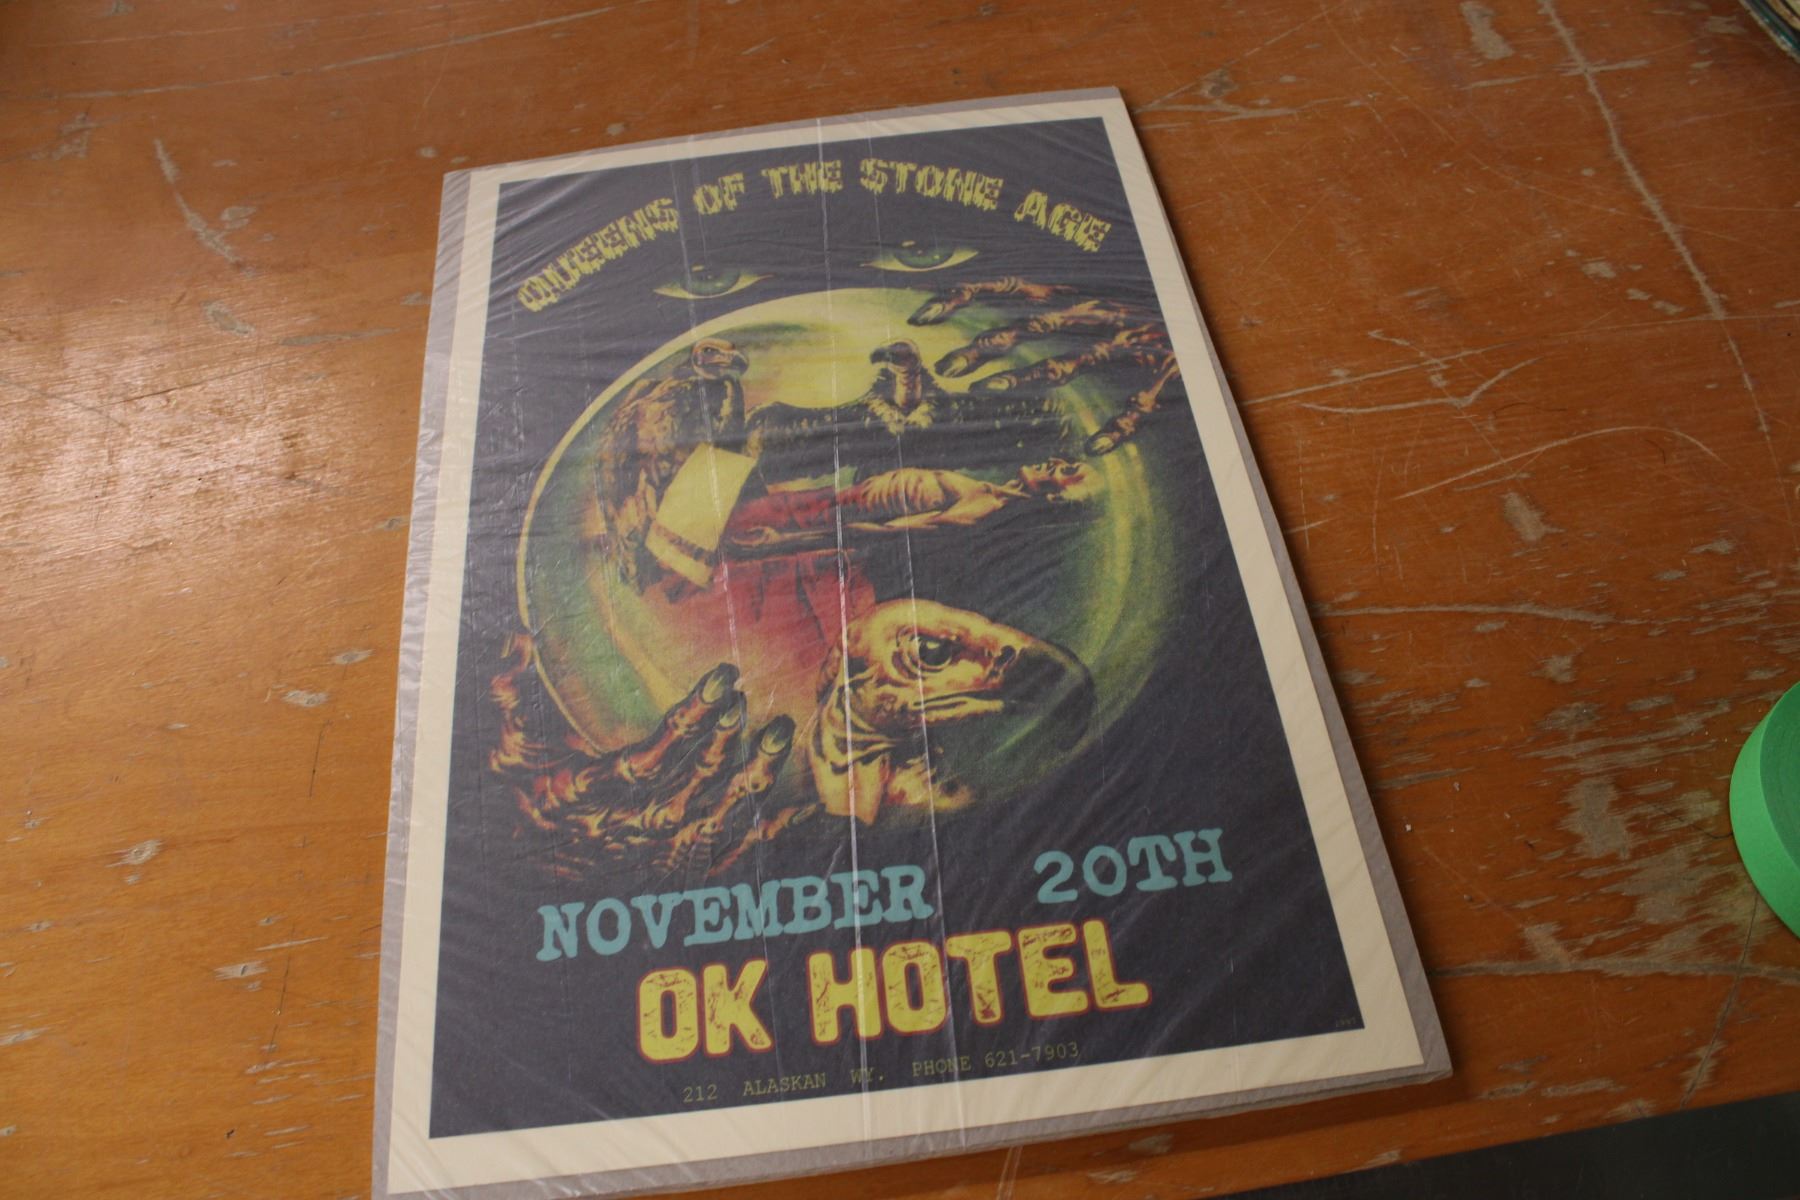 QUEENS OF THE STONE AGE
NOVEMBER 20TH
OK HOTEL
212 ALASKAN WY. PHONE 621-7903